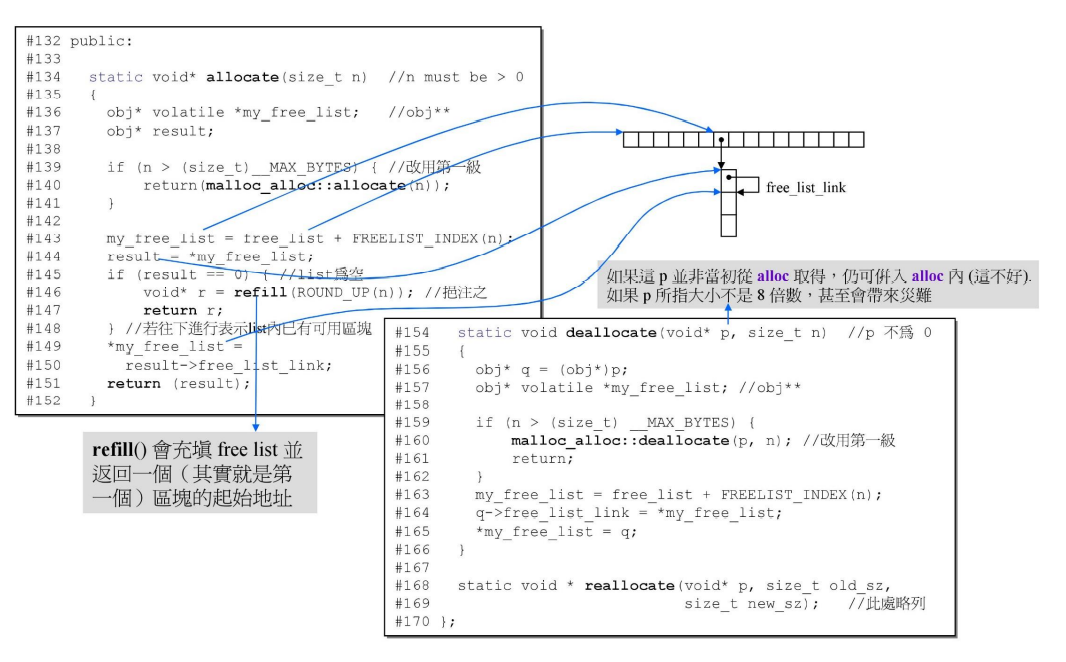 #132 public:
#133
#134    static void* allocate(size_t n)  //n must be > 0
#135    {
#136      obj* volatile *my_free_list;   //obj**
#137      obj* result;
#138
#139      if (n > (size_t)__MAX_BYTES) { //改用第一級
#140          return(malloc_alloc::allocate(n));
#141      }
#142
#143      my_free_list = free_list + FREELIST_INDEX(n);
#144      result = *my_free_list;
#145      if (result == 0) { //list爲空
#146          void* r = refill(ROUND_UP(n)); //挹注之
#147          return r;
#148      } //若往下進行表示list內已有可用區塊
#149      *my_free_list =
#150        result->free_list_link;
#151      return (result);
#152    }
refill() 會充塡 free list 並
返回一個（其實就是第
一個）區塊的起始地址
free_list_link
如果這 p 並非當初從 alloc 取得，仍可倂入 alloc 內 (這不好).
如果 p 所指大小不是 8 倍數，甚至會帶來災難
#154    static void deallocate(void* p, size_t n)  //p 不爲 0
#155    {
#156      obj* q = (obj*)p;
#157      obj* volatile *my_free_list; //obj**
#158
#159      if (n > (size_t) __MAX_BYTES) {
#160          malloc_alloc::deallocate(p, n); //改用第一級
#161          return;
#162      }
#163      my_free_list = free_list + FREELIST_INDEX(n);
#164      q->free_list_link = *my_free_list;
#165      *my_free_list = q;
#166    }
#167
#168    static void * reallocate(void* p, size_t old_sz,
#169                             size_t new_sz);   //此處略列
#170 };